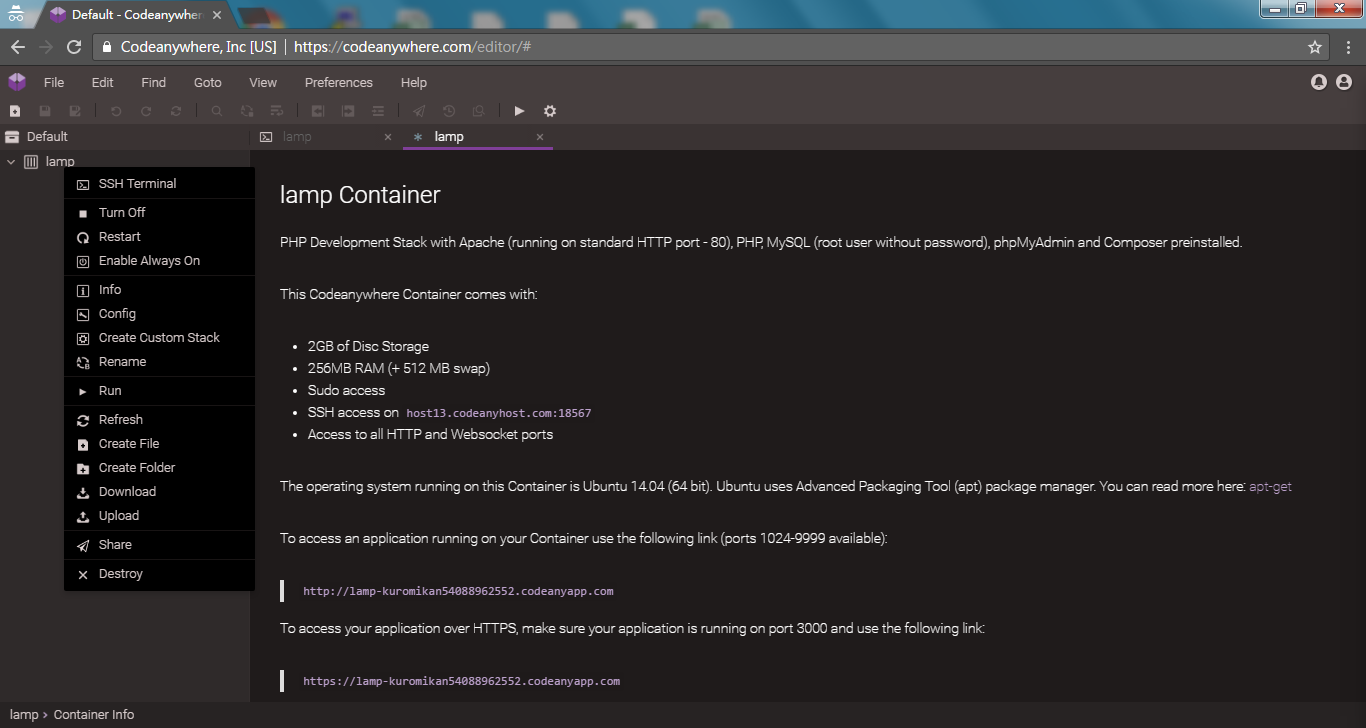 Default - Codeanywher
Codeanywhere, Inc [US] | https://codeanywhere.com/editor/#
File Edit Find Goto View Preferences Help
Default
lamp
lamp
lamp
SSH Terminal
Turn Off
Restart
Enable Always On
Info
Config
Create Custom Stack
Rename
Run
Refresh
Create File
Create Folder
Download
Upload
Share
Destroy
lamp Container
PHP Development Stack with Apache (running on standard HTTP port - 80), PHP, MySQL (root user without password), phpMyAdmin and Composer preinstalled.
This Codeanywhere Container comes with:
• 2GB of Disc Storage
• 256MB RAM (+ 512 MB swap)
• Sudo access
• SSH access on host13.codeanyhost.com:18567
• Access to all HTTP and Websocket ports
The operating system running on this Container is Ubuntu 14.04 (64 bit). Ubuntu uses Advanced Packaging Tool (apt) package manager. You can read more here: apt-get
To access an application running on your Container use the following link (ports 1024-9999 available):
http://lamp-kuromikan54088962552.codeanyapp.com
To access your application over HTTPS, make sure your application is running on port 3000 and use the following link:
https://lamp-kuromikan54088962552.codeanyapp.com
lamp › Container Info